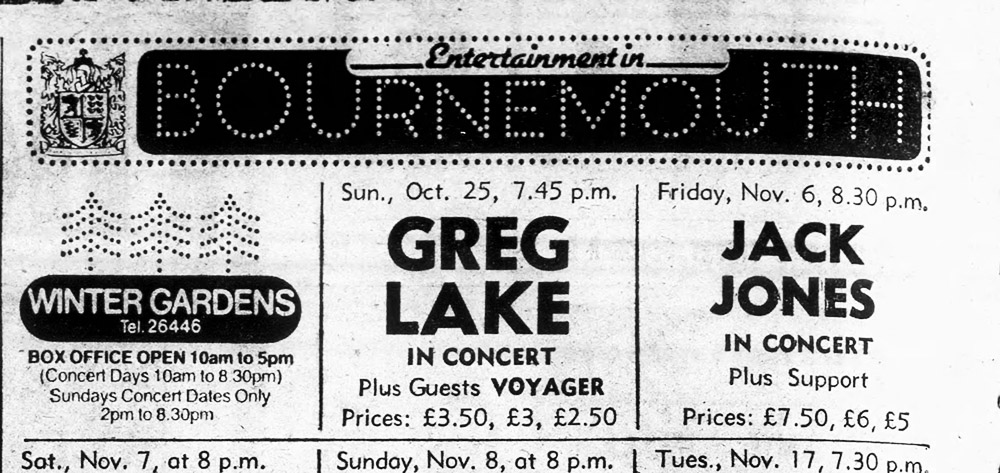 Entertainment in
BOURNEMOUTH
WINTER GARDENS
Tel. 26446
BOX OFFICE OPEN 10am to 5pm
(Concert Days 10am to 8 30pm)
Sundays Concert Dates Only
2pm to 8.30pm
Sun., Oct. 25, 7.45 p.m.
GREG
LAKE
IN CONCERT
Plus Guests VOYAGER
Prices: £3.50, £3, £2.50
Friday, Nov. 6, 8.30 p.m.
JACK
JONES
IN CONCERT
Plus Support
Prices: £7.50, £6, £5
Sat., Nov. 7, at 8 p.m.
Sunday, Nov. 8, at 8 p.m.
Tues., Nov. 17, 7.30 p.m.